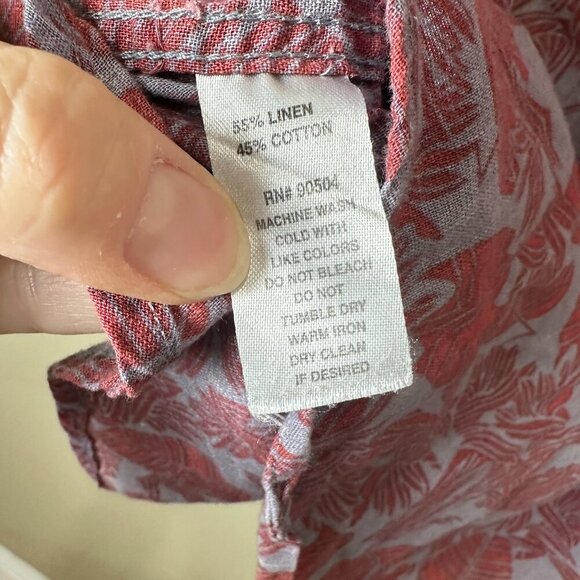 55% LINEN
45% COTTON
RN# 90504
MACHINE WASH
COLD WITH
LIKE COLORS
DO NOT BLEACH
DO NOT
TUMBLE DRY
WARM IRON
DRY CLEAN
IF DESIRED